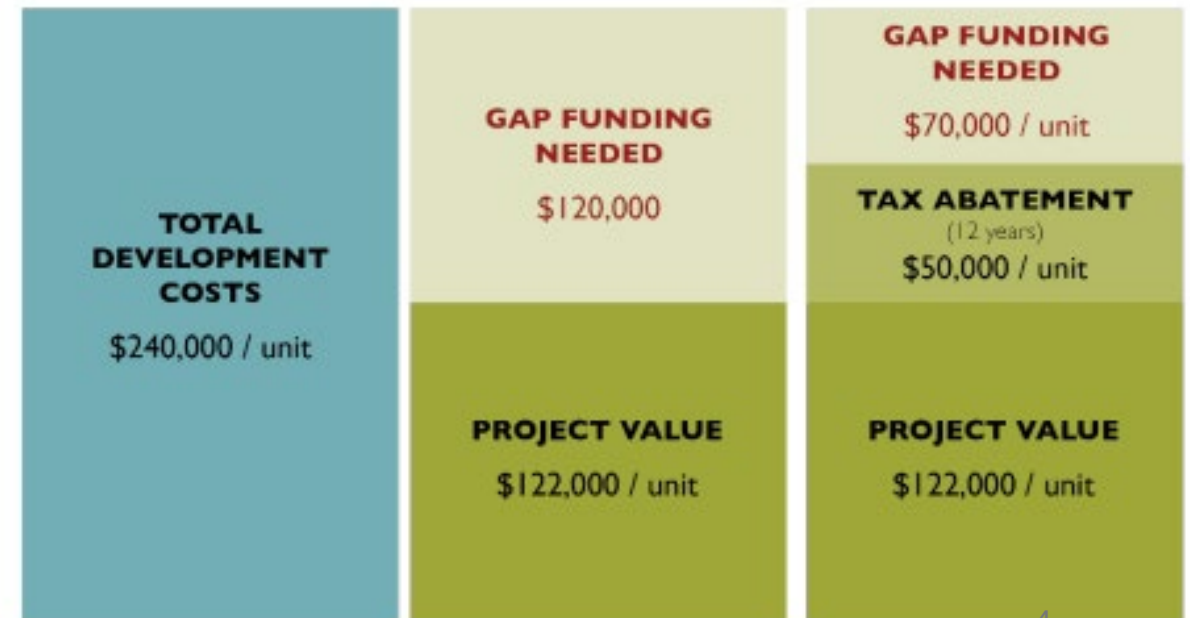 TOTAL
DEVELOPMENT
COSTS
$240,000 / unit
GAP FUNDING
NEEDED
$120,000
PROJECT VALUE
$122,000 / unit
GAP FUNDING
NEEDED
$70,000 / unit
TAX ABATEMENT
(12 years)
$50,000 / unit
PROJECT VALUE
$122,000 / unit